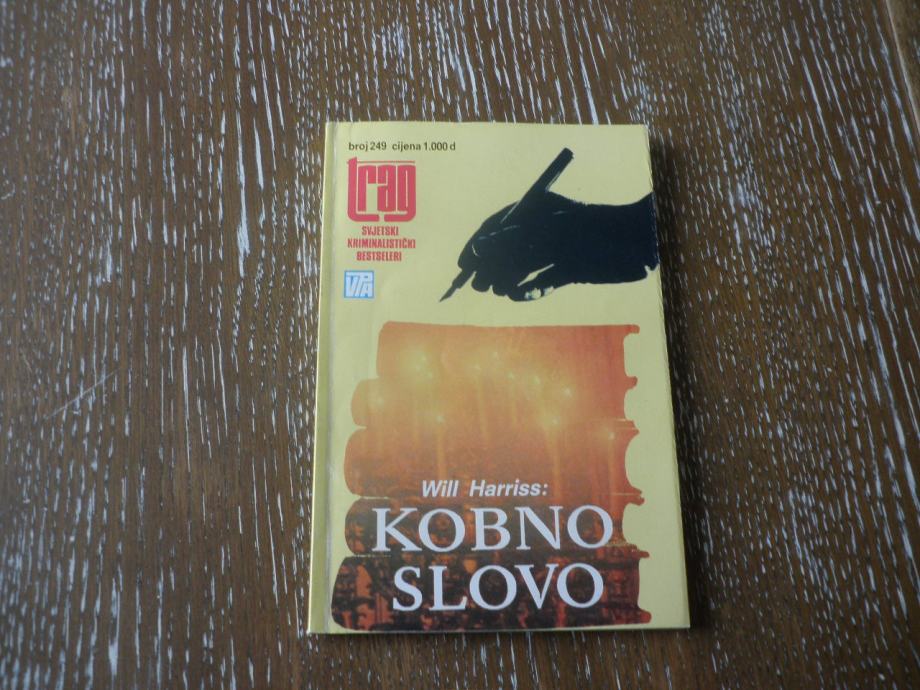 broj 249 cijena 1.000 d
trag
SVJETSKI
KRIMINALISTIČKI
BESTSELERI
VPA
Will Harriss:
KOBNO
SLOVO